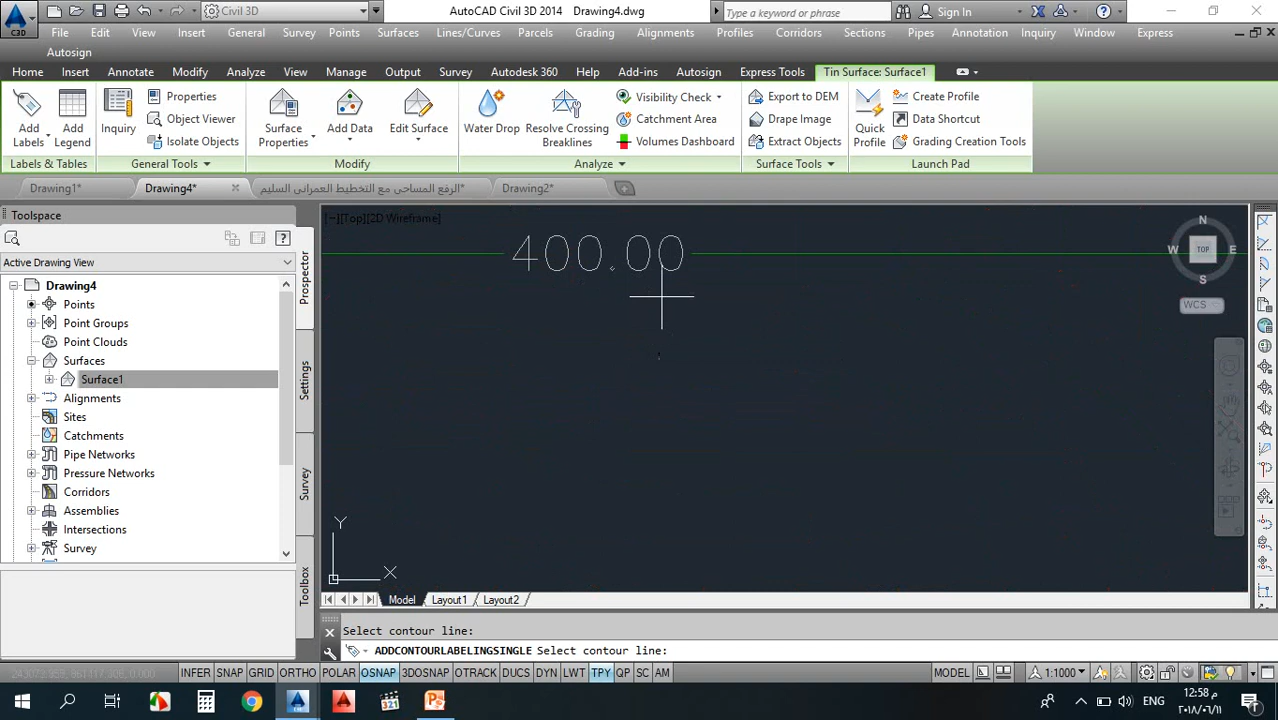 C3D
Civil 3D
AutoCAD Civil 3D 2014 Drawing4.dwg
Type a keyword or phrase
Sign In
File Edit View Insert General Survey Points Surfaces Lines/Curves Parcels Grading Alignments Profiles Corridors Sections Pipes Annotation Inquiry Window Express
Autosign
Home Insert Annotate Modify Analyze View Manage Output Survey Autodesk 360 Help Add-ins Autosign Express Tools Tin Surface: Surface1
Add Labels
Add Legend
Inquiry
Properties
Object Viewer
Isolate Objects
Surface Properties
Add Data
Edit Surface
Water Drop
Resolve Crossing Breaklines
Visibility Check
Catchment Area
Volumes Dashboard
Export to DEM
Drape Image
Extract Objects
Quick Profile
Create Profile
Data Shortcut
Grading Creation Tools
Labels & Tables General Tools Modify Analyze Surface Tools Launch Pad
Drawing1* Drawing4* الرفع المساحى مع التخطيط العمرانى السليم* Drawing2*
Toolspace
Active Drawing View
Drawing4
Points
Point Groups
Point Clouds
Surfaces
Surface1
Alignments
Sites
Catchments
Pipe Networks
Pressure Networks
Corridors
Assemblies
Intersections
Survey
Prospector
Settings
Survey
Toolbox
[−][Top][2D Wireframe]
400.00
N
W TOP E
S
WCS
Y
X
Model Layout1 Layout2
Select contour line:
ADDCONTOURLABELINGSINGLE Select contour line:
INFER SNAP GRID ORTHO POLAR OSNAP 3DOSNAP OTRACK DUCS DYN LWT TPY QP SC AM
MODEL 1:1000
321
ENG
12:58 م
٢٠١٨/٠٦/١١